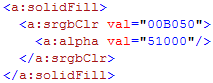 <a:solidFill>
<a:srgbClr val="00B050">
<a:alpha val="51000"/>
</a:srgbClr>
</a:solidFill>